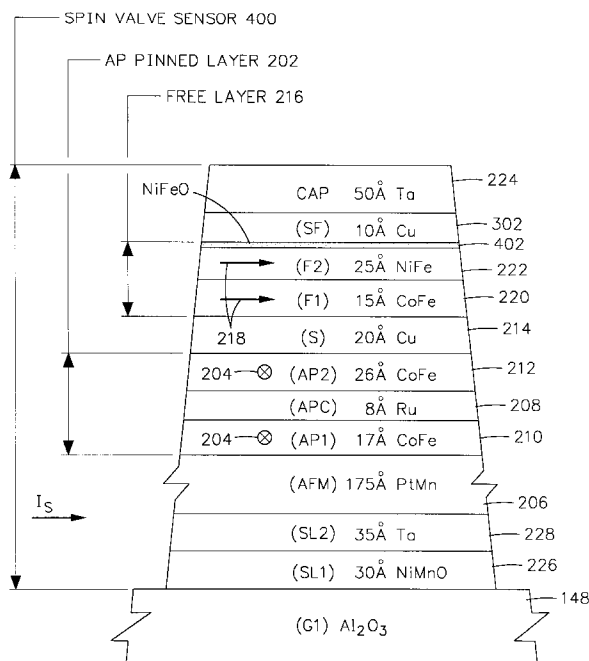 SPIN VALVE SENSOR 400
AP PINNED LAYER 202
FREE LAYER 216
NiFeO
CAP 50Å Ta 224
(SF) 10Å Cu 302
402
(F2) 25Å NiFe 222
(F1) 15Å CoFe 220
218 (S) 20Å Cu 214
204 (AP2) 26Å CoFe 212
(APC) 8Å Ru 208
204 (AP1) 17Å CoFe 210
(AFM) 175Å PtMn
206
IS
(SL2) 35Å Ta 228
(SL1) 30Å NiMnO 226
148
(G1) Al2O3